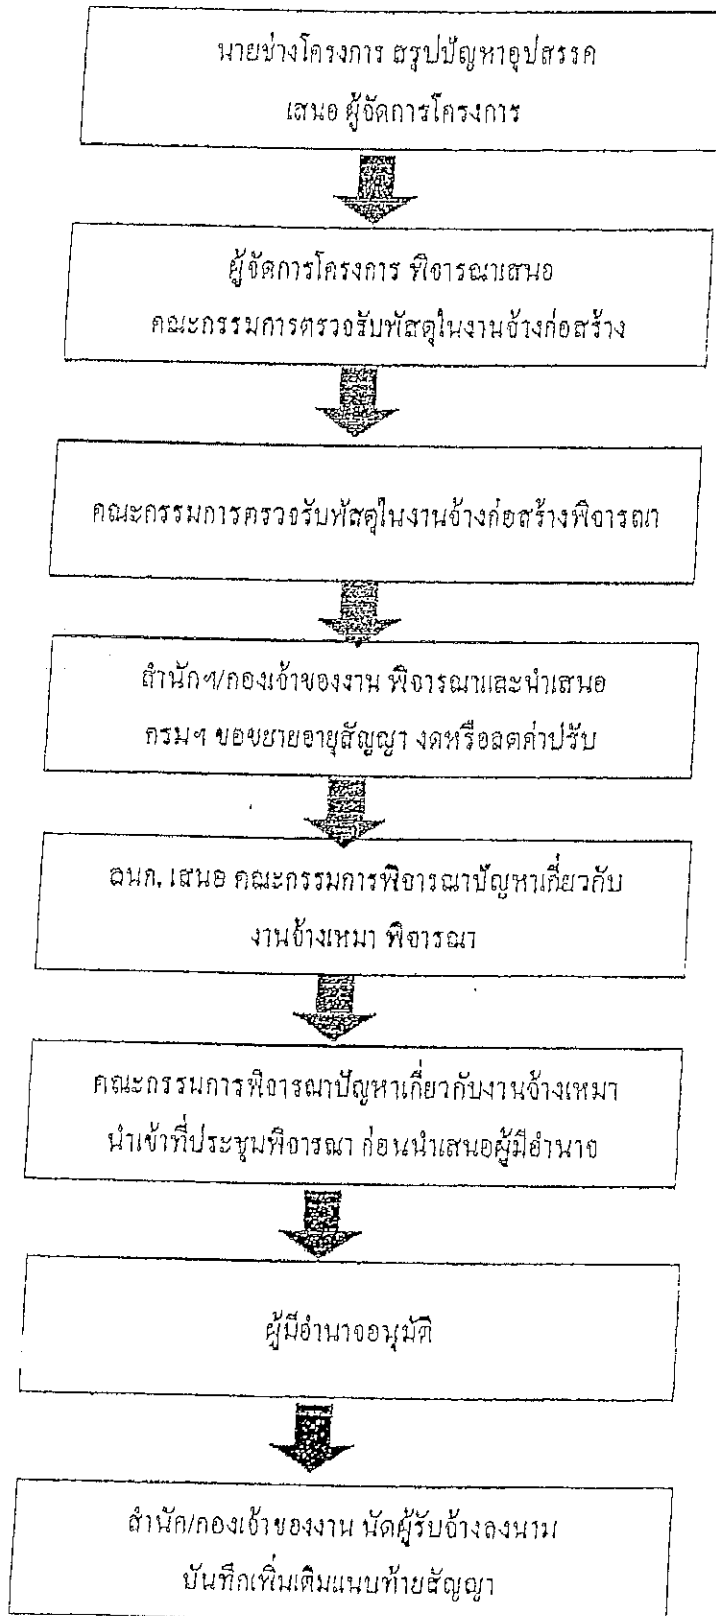 นายช่างโครงการ สรุปปัญหาอุปสรรค
เสนอ ผู้จัดการโครงการ
ผู้จัดการโครงการ พิจารณาเสนอ
คณะกรรมการตรวจรับพัสดุในงานจ้างก่อสร้าง
คณะกรรมการตรวจรับพัสดุในงานจ้างก่อสร้างพิจารณา
สำนักฯ/กองเจ้าของงาน พิจารณาและนำเสนอ
กรมฯ ขอขยายอายุสัญญา งดหรือลดค่าปรับ
ลนก. เสนอ คณะกรรมการพิจารณาปัญหาเกี่ยวกับ
งานจ้างเหมา พิจารณา
คณะกรรมการพิจารณาปัญหาเกี่ยวกับงานจ้างเหมา
นำเข้าที่ประชุมพิจารณา ก่อนนำเสนอผู้มีอำนาจ
ผู้มีอำนาจอนุมัติ
สำนัก/กองเจ้าของงาน นัดผู้รับจ้างลงนาม
บันทึกเพิ่มเติมแนบท้ายสัญญา